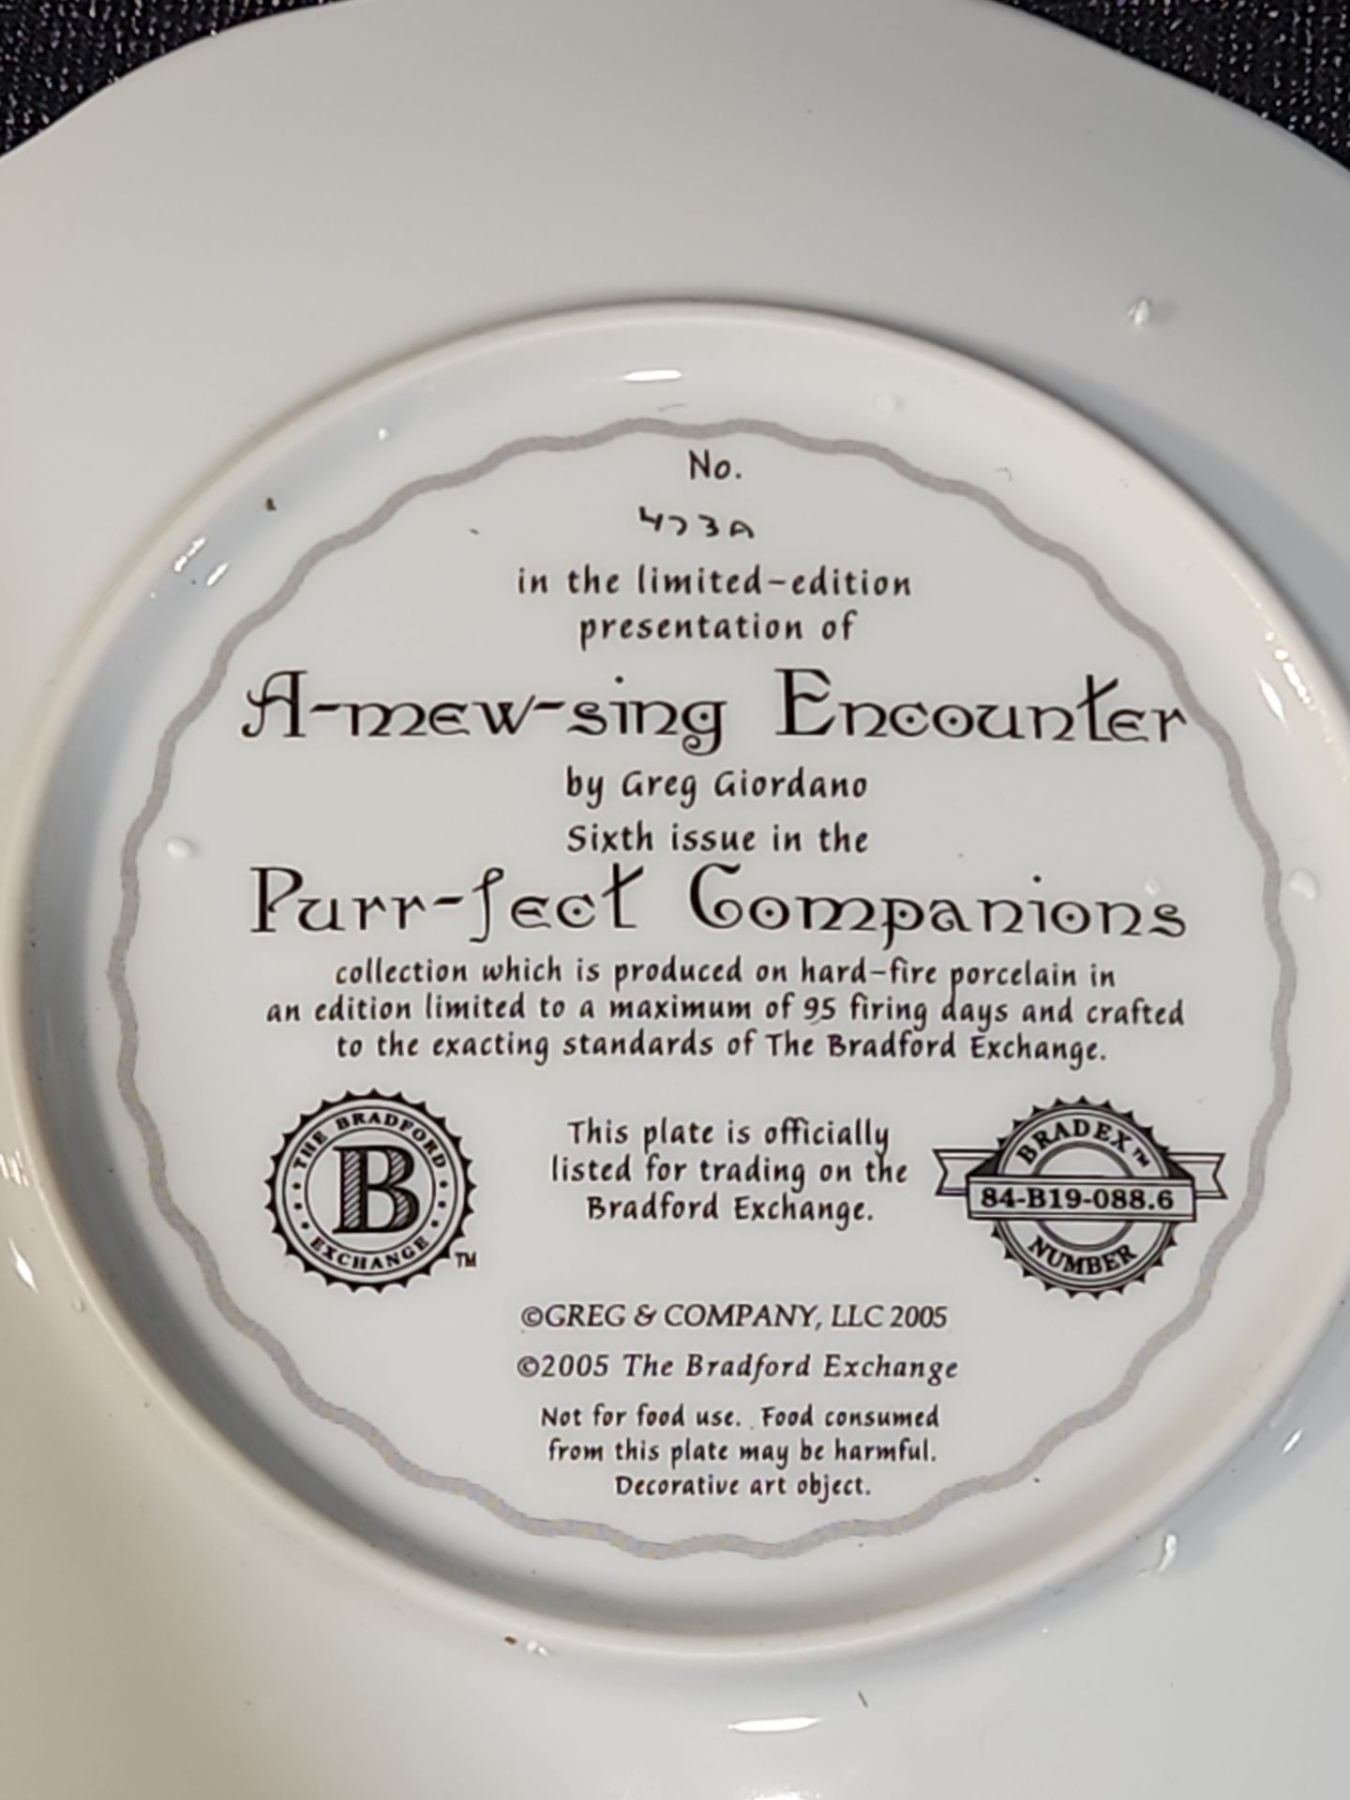 No.
473A
in the limited-edition
presentation of
A-mew-sing Encounter
by Greg Giordano
Sixth issue in the
Purr-fect Companions
collection which is produced on hard-fire porcelain in
an edition limited to a maximum of 95 firing days and crafted
to the exacting standards of The Bradford Exchange.
THE BRADFORD
B
EXCHANGE
TM
This plate is officially
listed for trading on the
Bradford Exchange.
BRADEX™
84-B19-088.6
NUMBER
©GREG & COMPANY, LLC 2005
©2005 The Bradford Exchange
Not for food use. Food consumed
from this plate may be harmful.
Decorative art object.